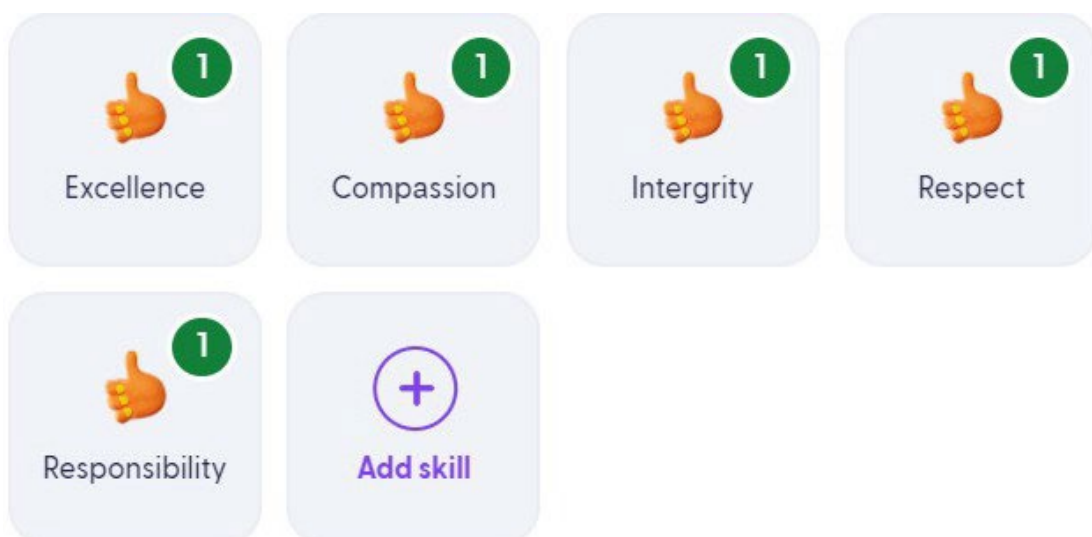 1
1
1
1
Excellence
Compassion
Intergrity
Respect
1
Responsibility
Add skill